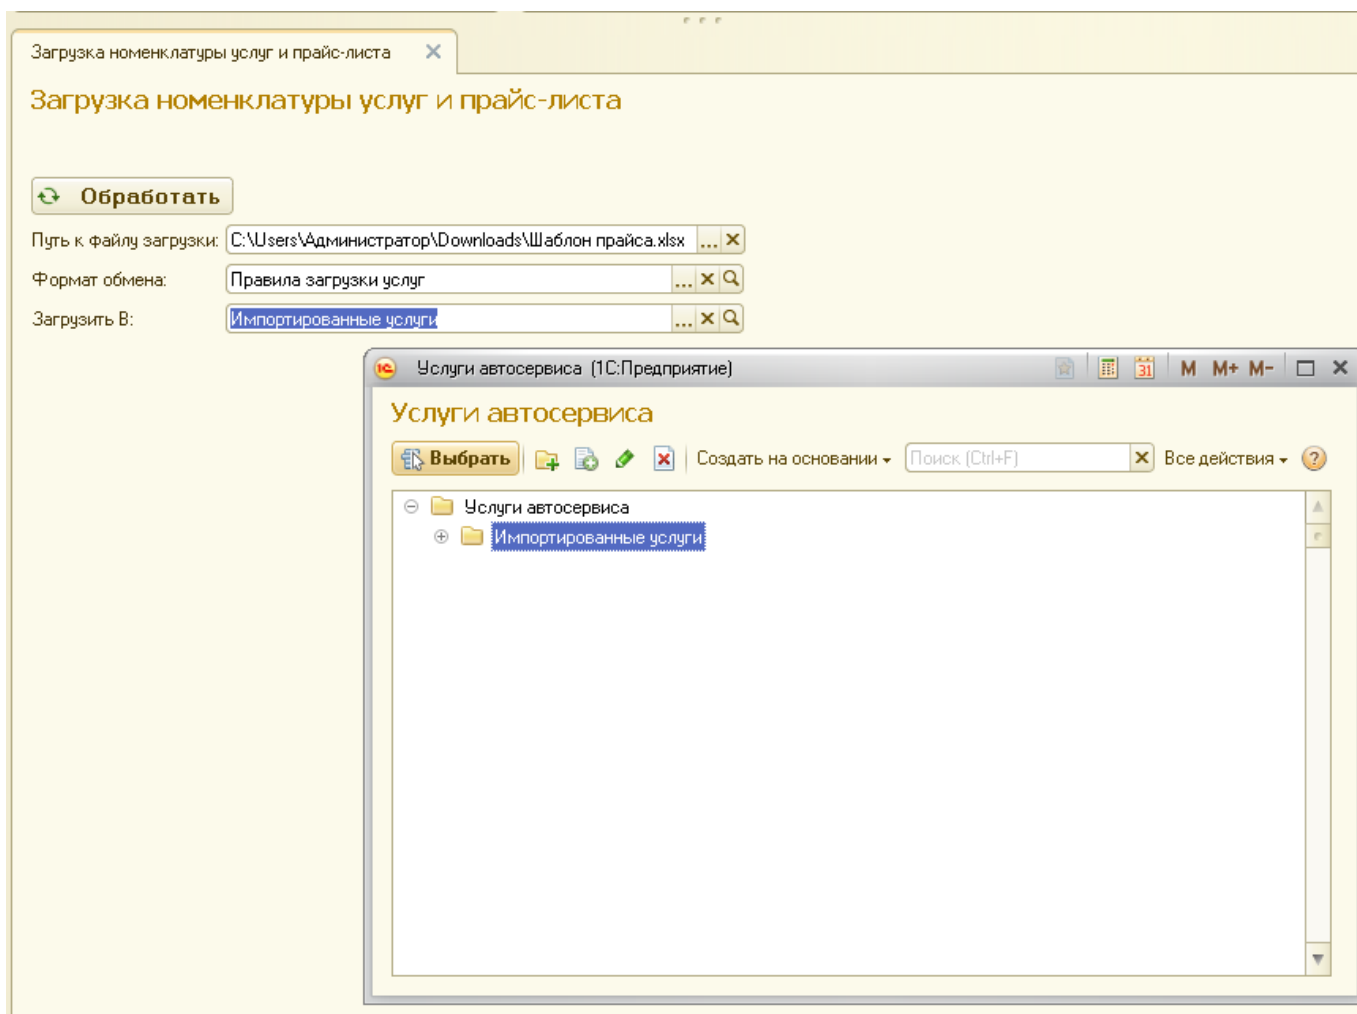 Загрузка номенклатуры услуг и прайс-листа
Загрузка номенклатуры услуг и прайс-листа
Обработать
Путь к файлу загрузки: C:\Users\Администратор\Downloads\Шаблон прайса.xlsx ...
Формат обмена: Правила загрузки услуг ...
Загрузить В: Импортированные услуги ...
1С Услуги автосервиса (1С:Предприятие) 31 M M+ M-
Услуги автосервиса
Выбрать Создать на основании Поиск (Ctrl+F) Все действия ?
Услуги автосервиса
Импортированные услуги